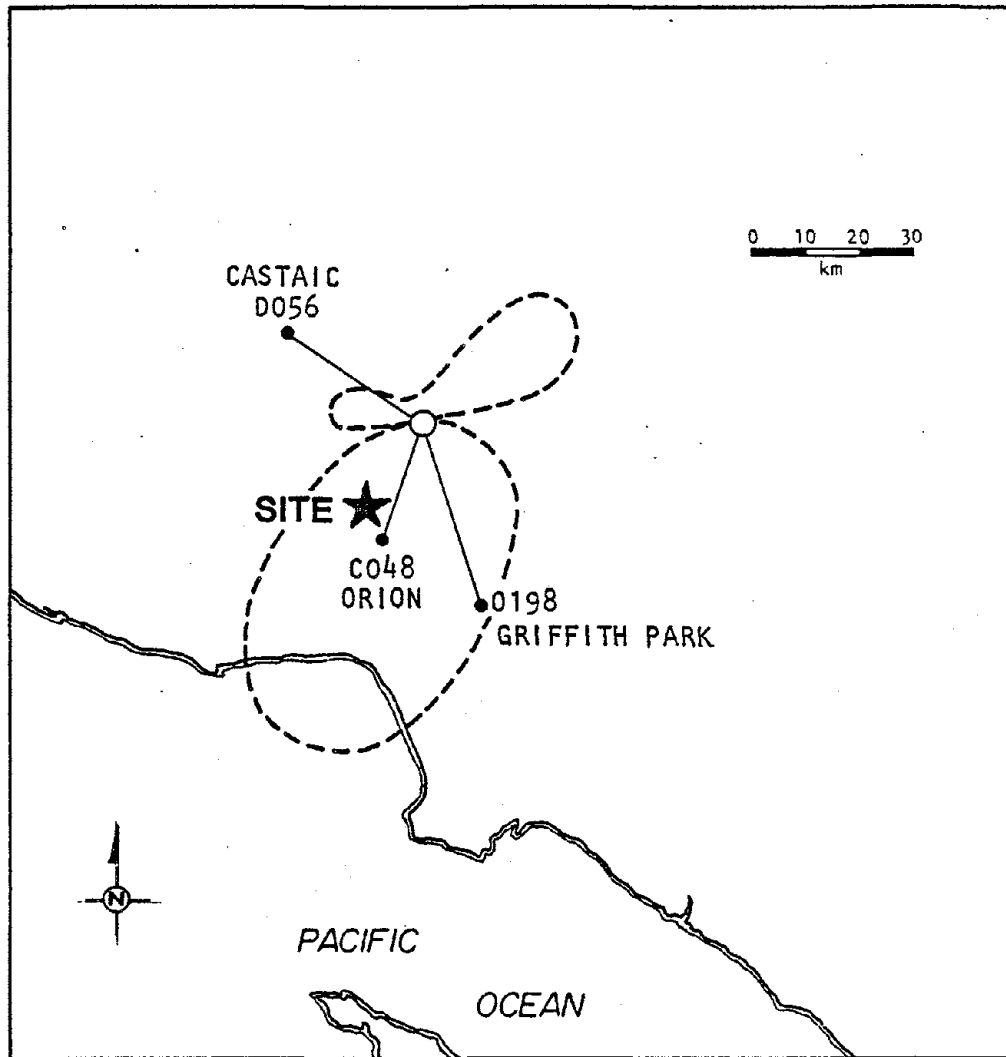 0 10 20 30
km
CASTAIC
D056
SITE
C048
ORION
0198
GRIFFITH PARK
N
PACIFIC
OCEAN